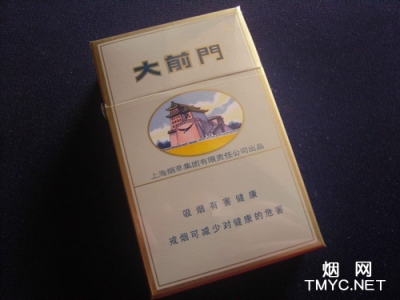 大前門
上海烟草集团有限责任公司出品
吸烟有害健康
戒烟可减少对健康的危害
烟网
TMYC.NET